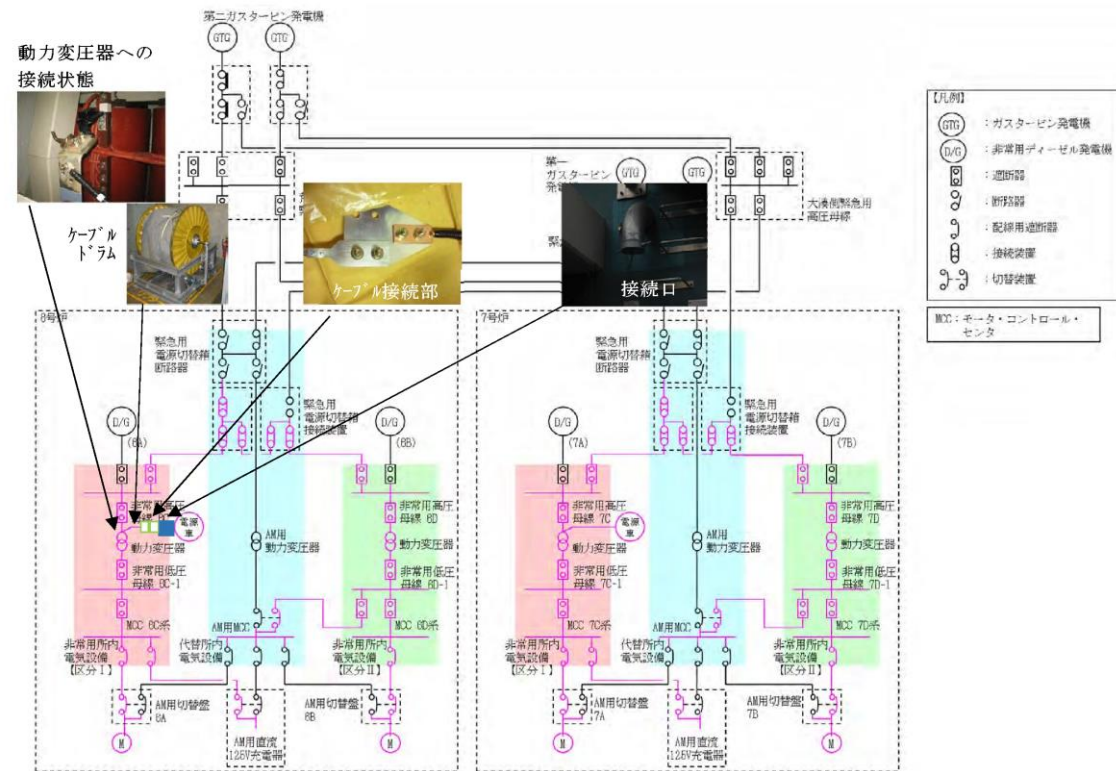 第二ガスタービン発電機
GTG
GTG
動力変圧器への
接続状態
ケーブル
ドラム
ケーブル接続部
接続口
第一
ガスタービン
GTG
GTG
大湊側緊急用
高圧母線
【凡例】
GTG
：ガスタービン発電機
D/G
：非常用ディーゼル発電機
：遮断器
：断路器
：配線用遮断器
：接続装置
：切替装置
MCC：モータ・コントロール・
センタ
緊急用
電源切替箱
断路器
緊急用
電源切替箱
接続装置
D/G
(6A)
D/G
(6B)
非常用高圧
電源
車
動力変圧器
非常用低圧
母線 6C-1
MCC 6C系
非常用所内
電気設備
【区分Ⅰ】
AM用
動力変圧器
AM用MCC
代替所内
電気設備
非常用高圧
母線 6D
動力変圧器
非常用低圧
母線 6D-1
MCC 6D系
非常用所内
電気設備
【区分Ⅱ】
AM用切替盤
6A
AM用切替盤
6B
AM用直流
125V充電器
M
M
7号炉
緊急用
電源切替箱
断路器
緊急用
電源切替箱
接続装置
D/G
(7A)
D/G
(7B)
非常用高圧
母線 7C
電源
車
動力変圧器
非常用低圧
母線 7C-1
MCC 7C系
非常用所内
電気設備
【区分Ⅰ】
AM用
動力変圧器
AM用MCC
代替所内
電気設備
非常用高圧
母線 7D
動力変圧器
非常用低圧
母線 7D-1
MCC 7D系
非常用所内
電気設備
【区分Ⅱ】
AM用切替盤
7A
AM用切替盤
7B
AM用直流
125V充電器
M
M